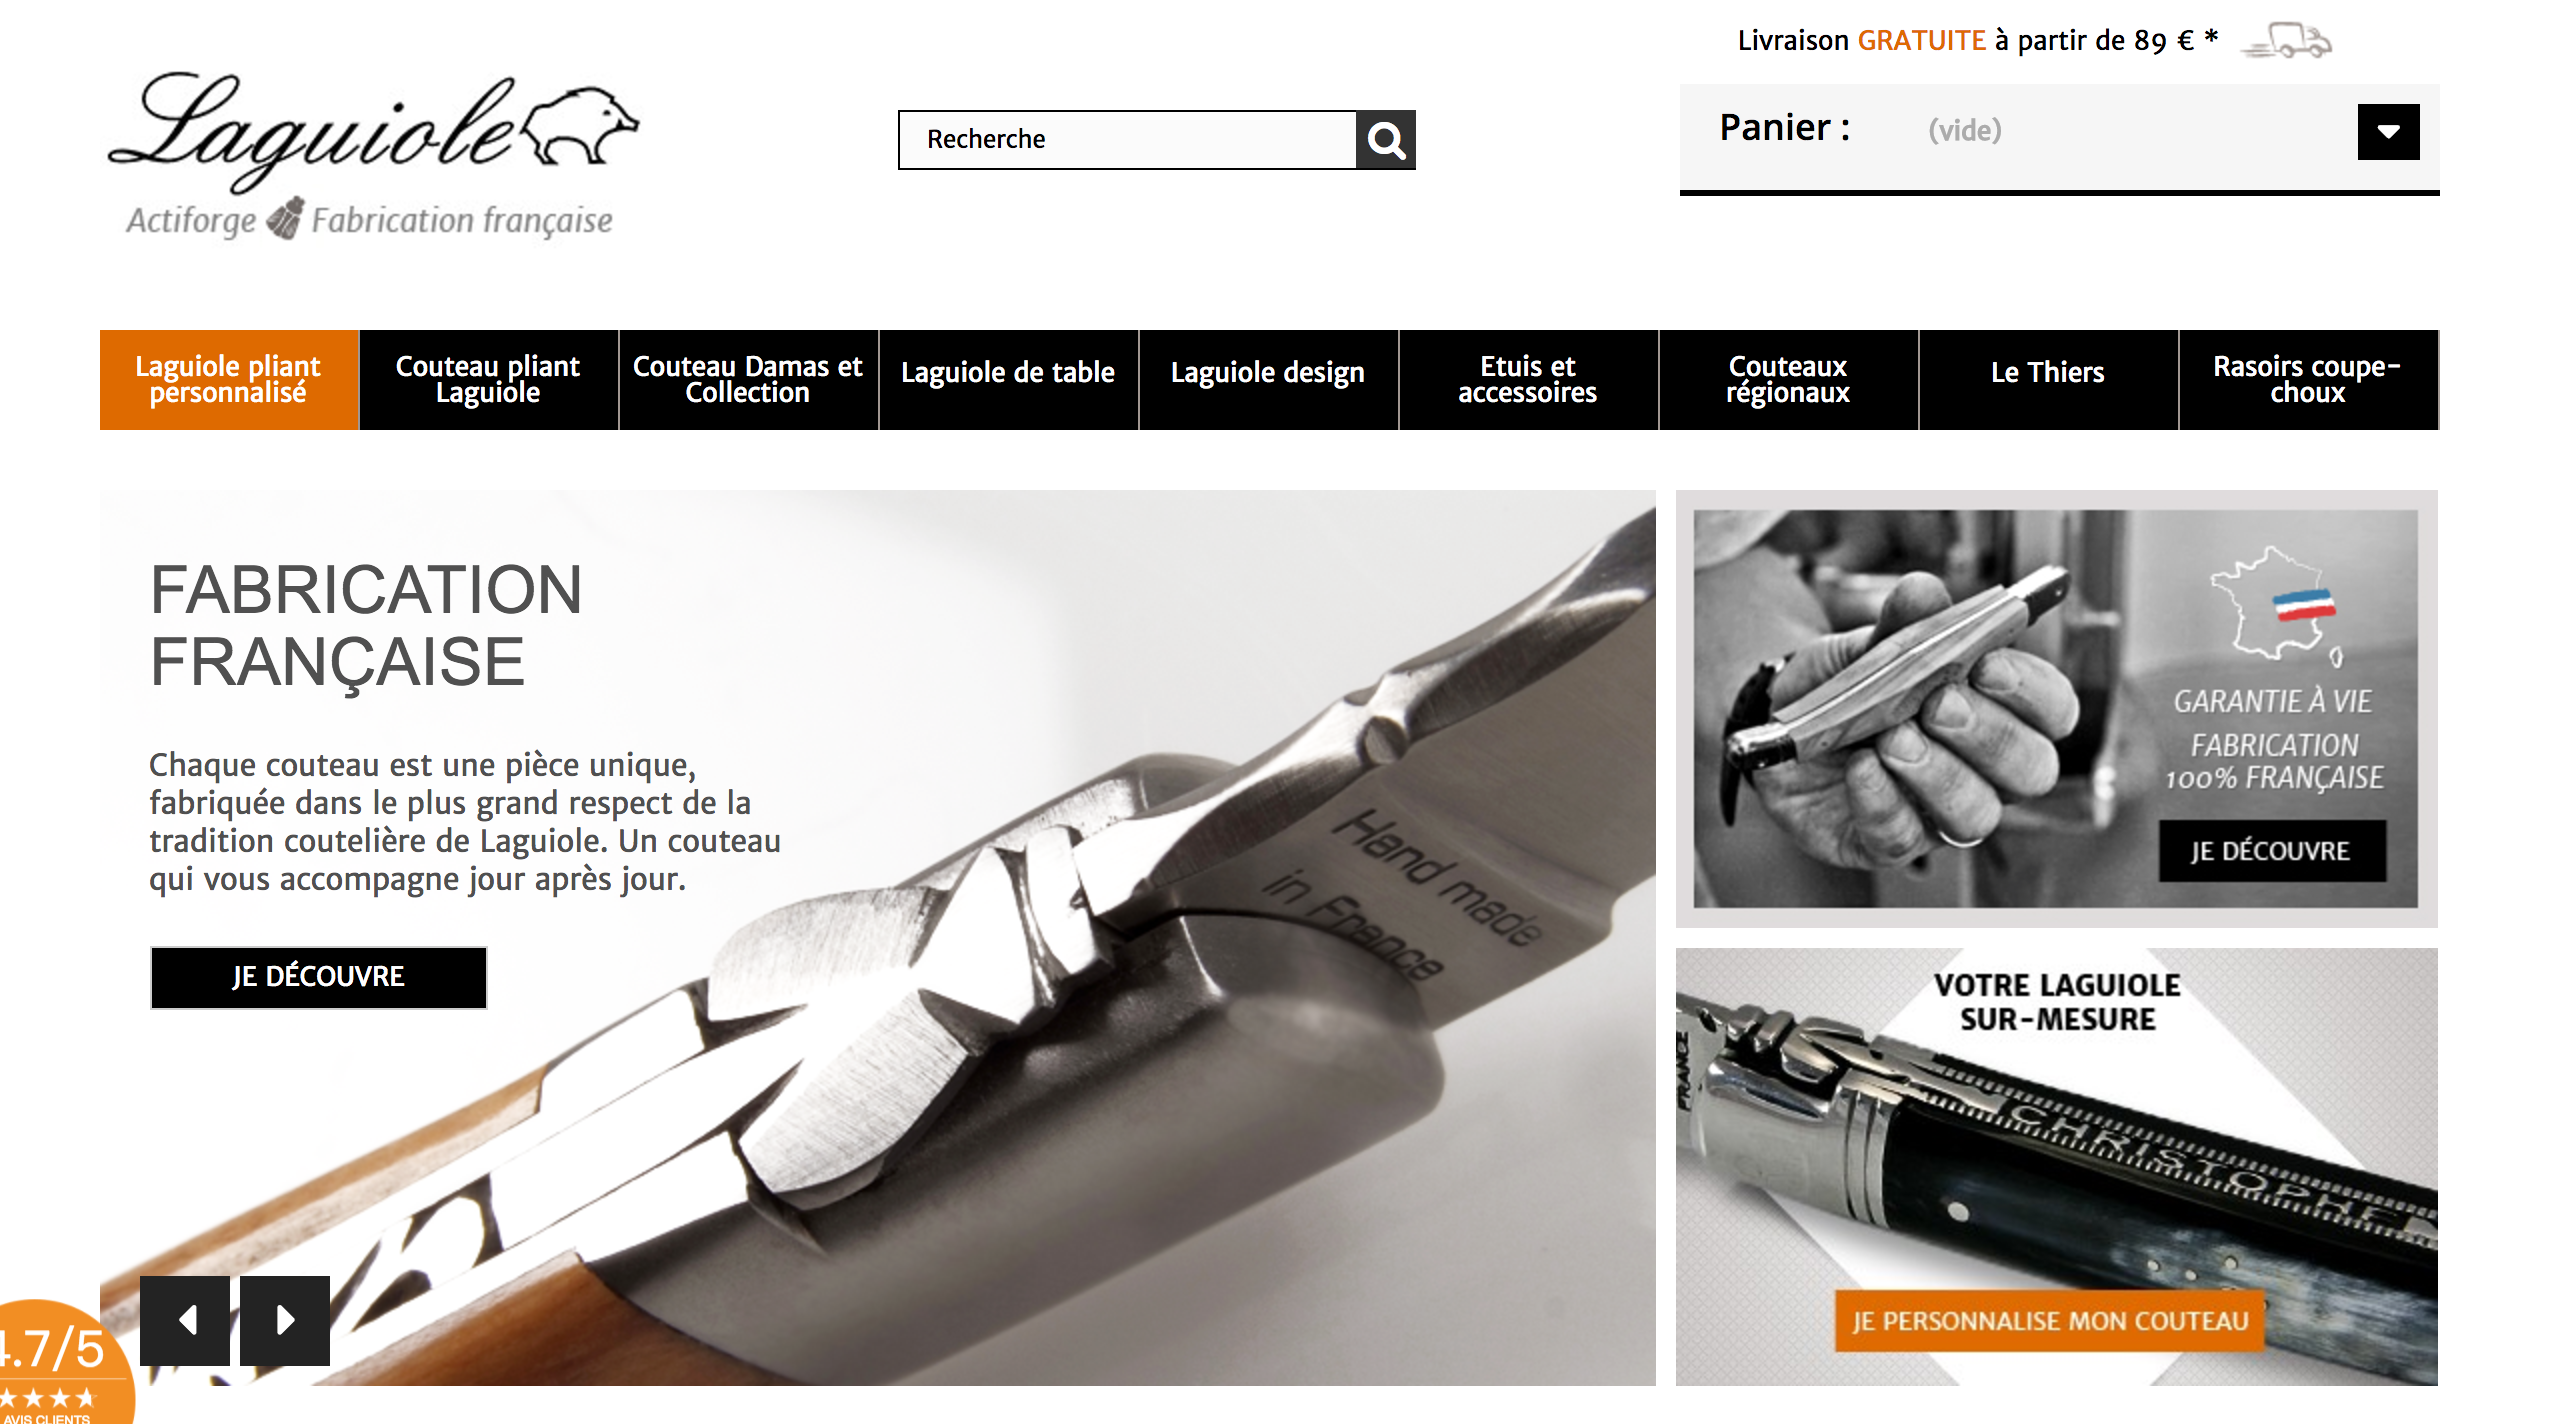 Livraison GRATUITE à partir de 89 € *
Laguiole
Actiforge Fabrication française
Recherche
Panier : (vide)
Laguiole pliant
personnalisé
Couteau pliant
Laguiole
Couteau Damas et
Collection
Laguiole de table
Laguiole design
Etuis et
accessoires
Couteaux
régionaux
Le Thiers
Rasoirs coupe-
choux
FABRICATION
FRANÇAISE
Chaque couteau est une pièce unique,
fabriquée dans le plus grand respect de la
tradition coutelière de Laguiole. Un couteau
qui vous accompagne jour après jour.
JE DÉCOUVRE
Hand made
in France
GARANTIE À VIE
FABRICATION
100% FRANÇAISE
JE DÉCOUVRE
VOTRE LAGUIOLE
SUR-MESURE
FRANCE
CHRISTOPHE
JE PERSONNALISE MON COUTEAU
4.7/5
AVIS CLIENTS